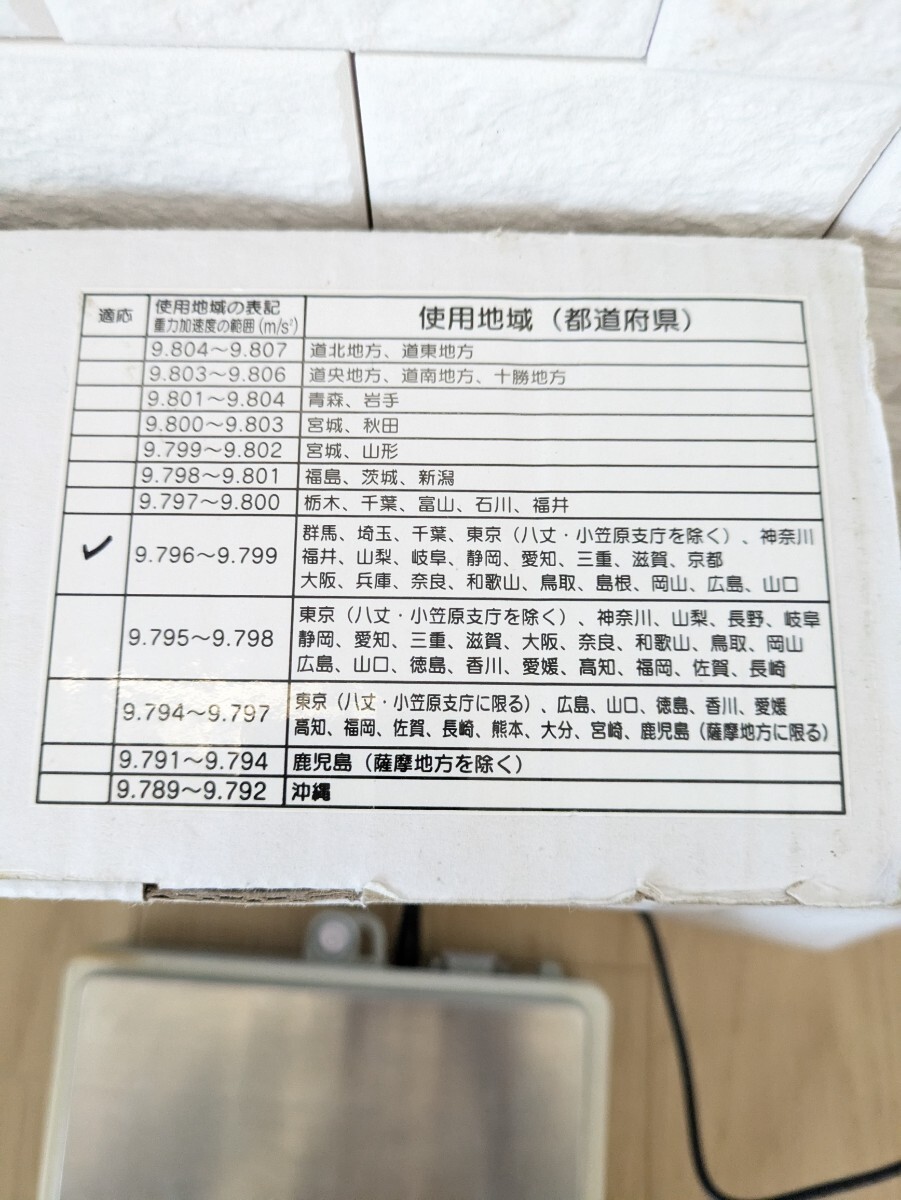 適応 使用地域の表記 使用地域（都道府県）
重力加速度の範囲(m/s²)
9.804～9.807 道北地方、道東地方
9.803～9.806 道央地方、道南地方、十勝地方
9.801～9.804 青森、岩手
9.800～9.803 宮城、秋田
9.799～9.802 宮城、山形
9.798～9.801 福島、茨城、新潟
9.797～9.800 栃木、千葉、富山、石川、福井
✓ 9.796～9.799 群馬、埼玉、千葉、東京（八丈・小笠原支庁を除く）、神奈川
福井、山梨、岐阜、静岡、愛知、三重、滋賀、京都
大阪、兵庫、奈良、和歌山、鳥取、島根、岡山、広島、山口
9.795～9.798 東京（八丈・小笠原支庁を除く）、神奈川、山梨、長野、岐阜
静岡、愛知、三重、滋賀、大阪、奈良、和歌山、鳥取、岡山
広島、山口、徳島、香川、愛媛、高知、福岡、佐賀、長崎
9.794～9.797 東京（八丈・小笠原支庁に限る）、広島、山口、徳島、香川、愛媛
高知、福岡、佐賀、長崎、熊本、大分、宮崎、鹿児島（薩摩地方に限る）
9.791～9.794 鹿児島（薩摩地方を除く）
9.789～9.792 沖縄